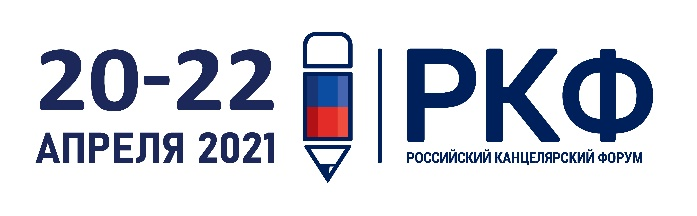 20-22
АПРЕЛЯ 2021
РКФ
РОССИЙСКИЙ КАНЦЕЛЯРСКИЙ ФОРУМ